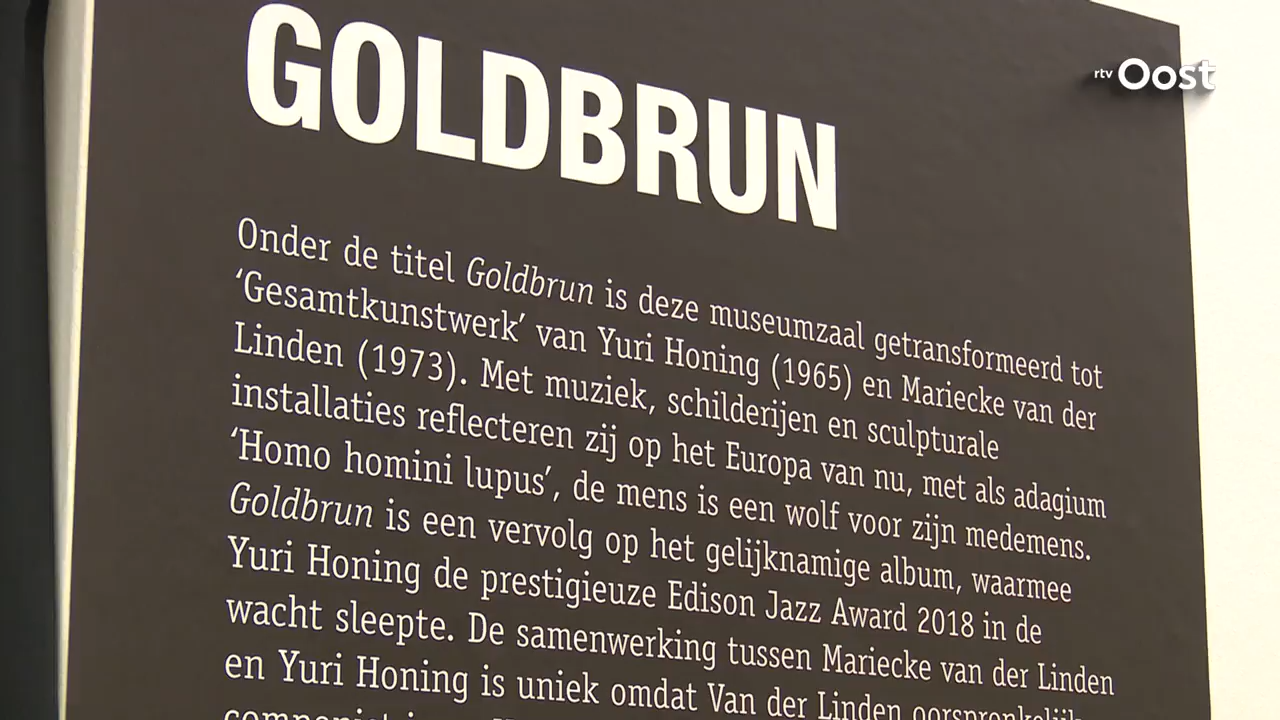 rtv Oost
GOLDBRUN
Onder de titel Goldbrun is deze museumzaal getransformeerd tot
‘Gesamtkunstwerk’ van Yuri Honing (1965) en Mariecke van der
Linden (1973). Met muziek, schilderijen en sculpturale
installaties reflecteren zij op het Europa van nu, met als adagium
‘Homo homini lupus’, de mens is een wolf voor zijn medemens.
Goldbrun is een vervolg op het gelijknamige album, waarmee
Yuri Honing de prestigieuze Edison Jazz Award 2018 in de
wacht sleepte. De samenwerking tussen Mariecke van der Linden
en Yuri Honing is uniek omdat Van der Linden oorspronkelijk